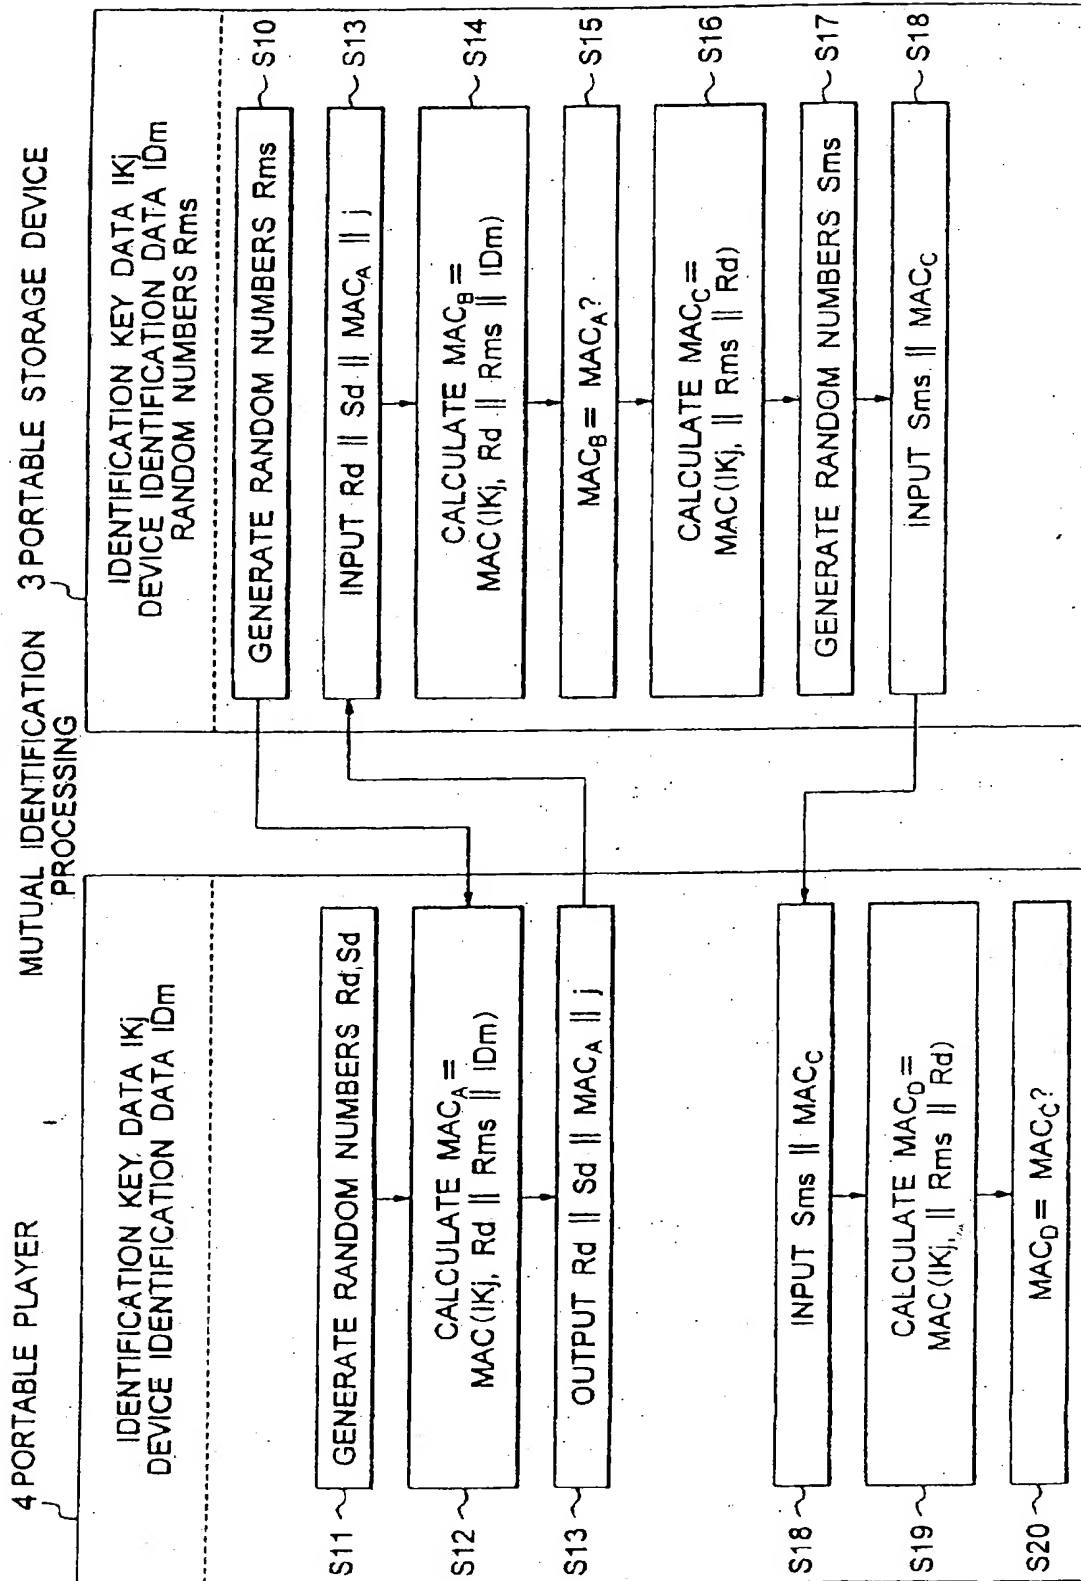 MUTUAL IDENTIFICATION
PROCESSING
4 PORTABLE PLAYER
IDENTIFICATION KEY DATA IKj
DEVICE IDENTIFICATION DATA IDm
S11
GENERATE RANDOM NUMBERS Rd,Sd
S12
CALCULATE MACA =
MAC(IKj, Rd || Rms || IDm)
S13
OUTPUT Rd || Sd || MACA || j
S18
INPUT Sms || MACC
S19
CALCULATE MACD =
MAC(IKj, || Rms || Rd)
S20
MACD = MACC?
3 PORTABLE STORAGE DEVICE
IDENTIFICATION KEY DATA IKj
DEVICE IDENTIFICATION DATA IDm
RANDOM NUMBERS Rms
GENERATE RANDOM NUMBERS Rms
S10
INPUT Rd || Sd || MACA || j
S13
CALCULATE MACB =
MAC(IKj, Rd || Rms || IDm)
S14
MACB = MACA?
S15
CALCULATE MACC =
MAC(IKj, || Rms || Rd)
S16
GENERATE RANDOM NUMBERS Sms
S17
INPUT Sms || MACC
S18